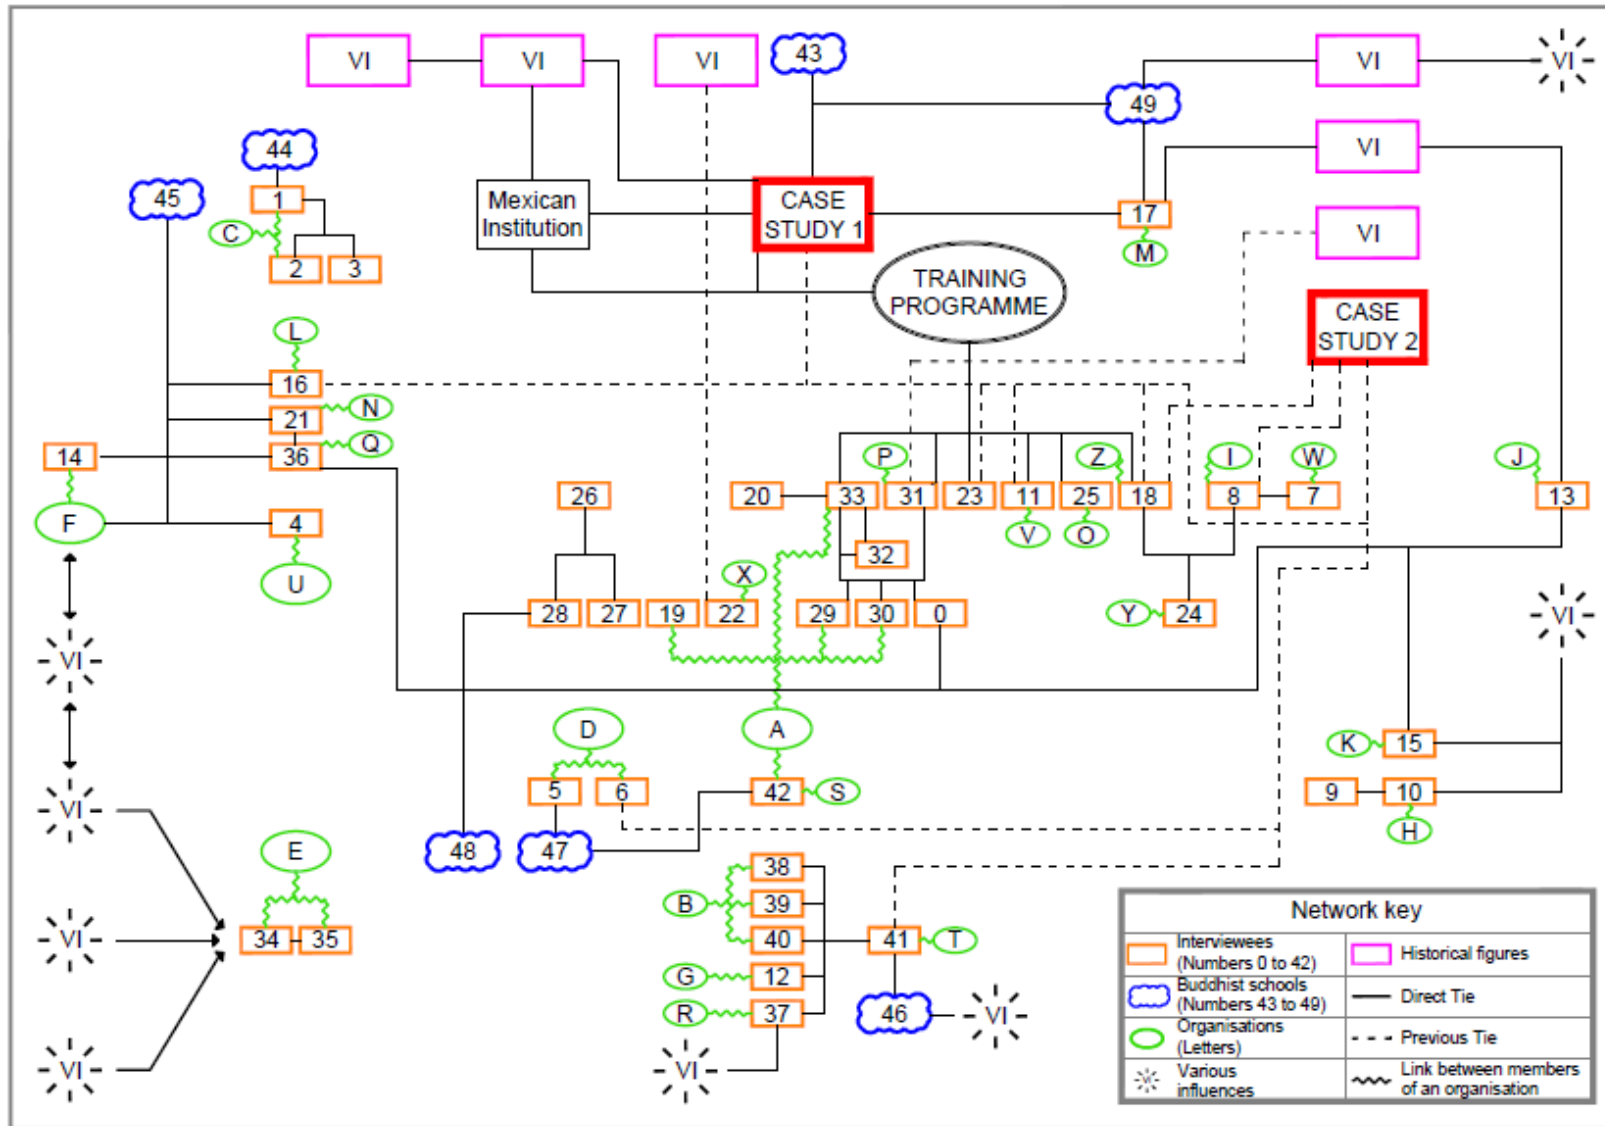 VI
VI
VI
43
VI
VI
49
44
VI
45
1
Mexican
Institution
CASE
STUDY 1
17
C
VI
M
2
3
TRAINING
PROGRAMME
CASE
STUDY 2
L
16
N
21
Q
14
36
P
Z
I
W
J
26
20
33
31
23
11
25
18
8
7
13
F
4
V
O
32
U
X
28
27
19
22
29
30
0
Y
24
VI
VI
D
A
K
15
5
6
42
S
9
10
VI
H
E
48
47
38
B
39
34
35
40
41
T
VI
G
12
R
37
46
VI
VI
VI
Network key
Interviewees
(Numbers 0 to 42)
Historical figures
Buddhist schools
(Numbers 43 to 49)
Direct Tie
Organisations
(Letters)
Previous Tie
VI
Various
influences
Link between members
of an organisation